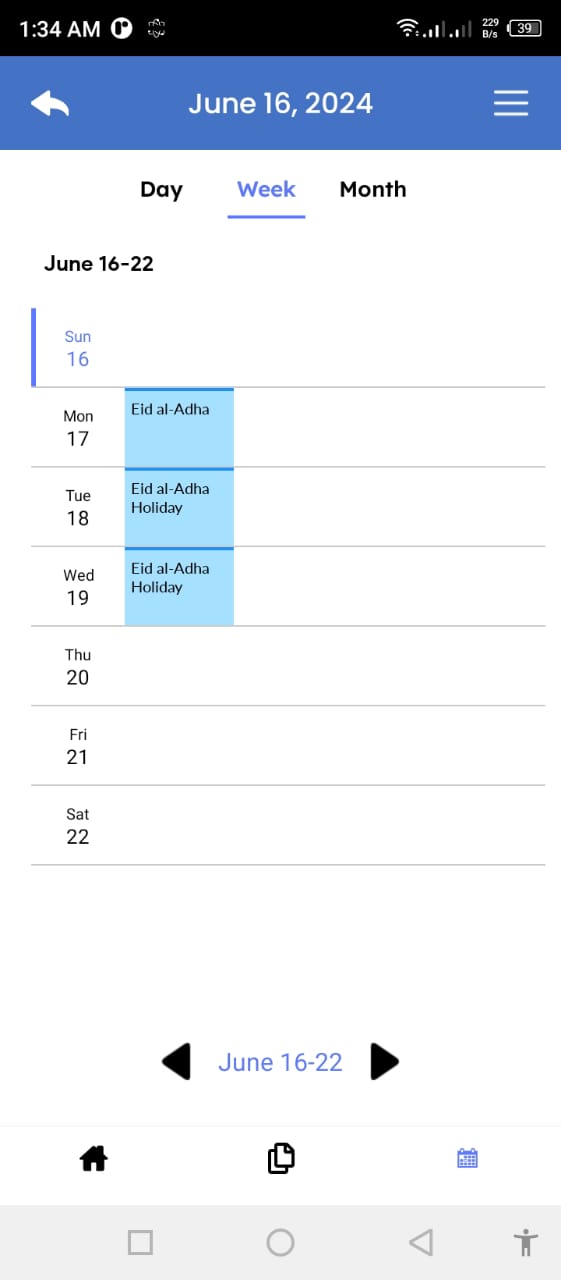 1:34 AM
229
B/s
39
June 16, 2024
Day
Week
Month
June 16-22
Sun
16
Mon
17
Eid al-Adha
Tue
18
Eid al-Adha
Holiday
Wed
19
Eid al-Adha
Holiday
Thu
20
Fri
21
Sat
22
June 16-22